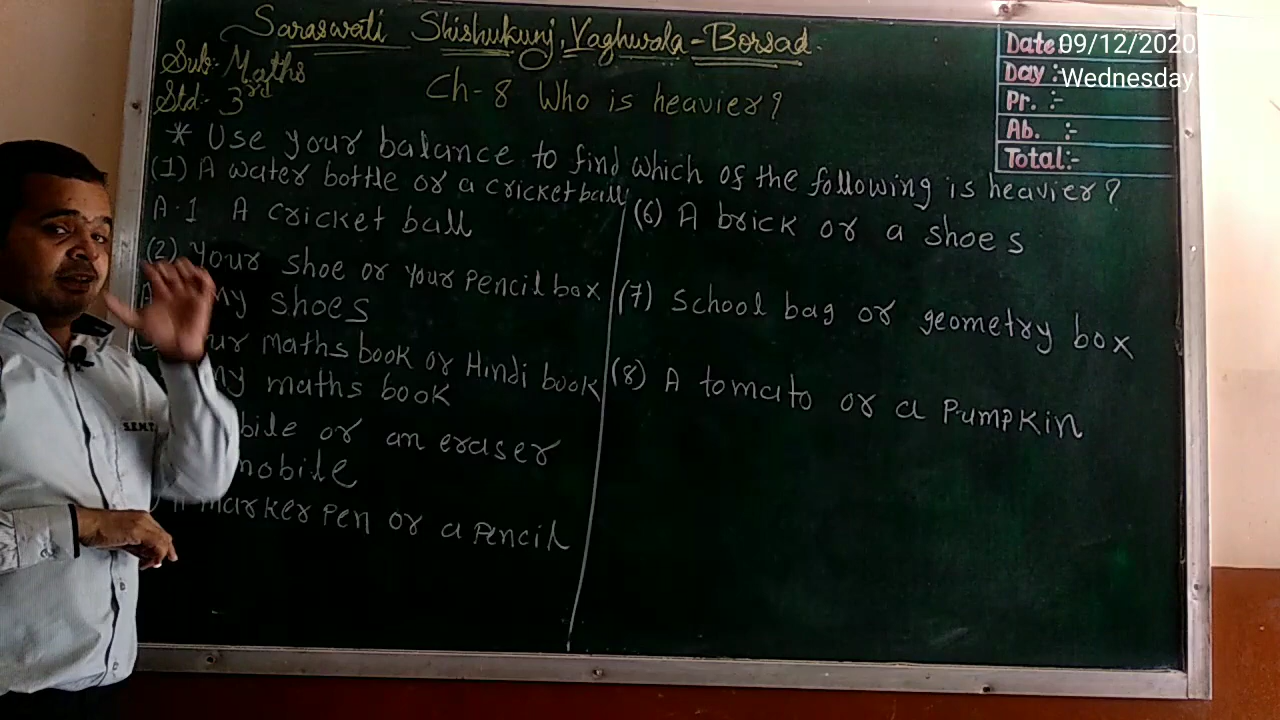 Saraswati Shishukunj, Vaghwala-Borsad.
Sub:- Maths
Std:- 3rd
Ch-8 Who is heavier?
Date: 09/12/2020
Day :- Wednesday
Pr. :-
Ab. :-
Total:-
* Use your balance to find which of the following is heavier?
(1) A water bottle or a cricket ball
A.1 A cricket ball
(2) Your shoe or your pencil box
my shoes
maths book or Hindi book
my maths book
or an eraser
mobile
marker pen or a pencil
(6) A brick or a shoes
(7) School bag or geometry box
(8) A tomato or a Pumpkin
S.E.M.T